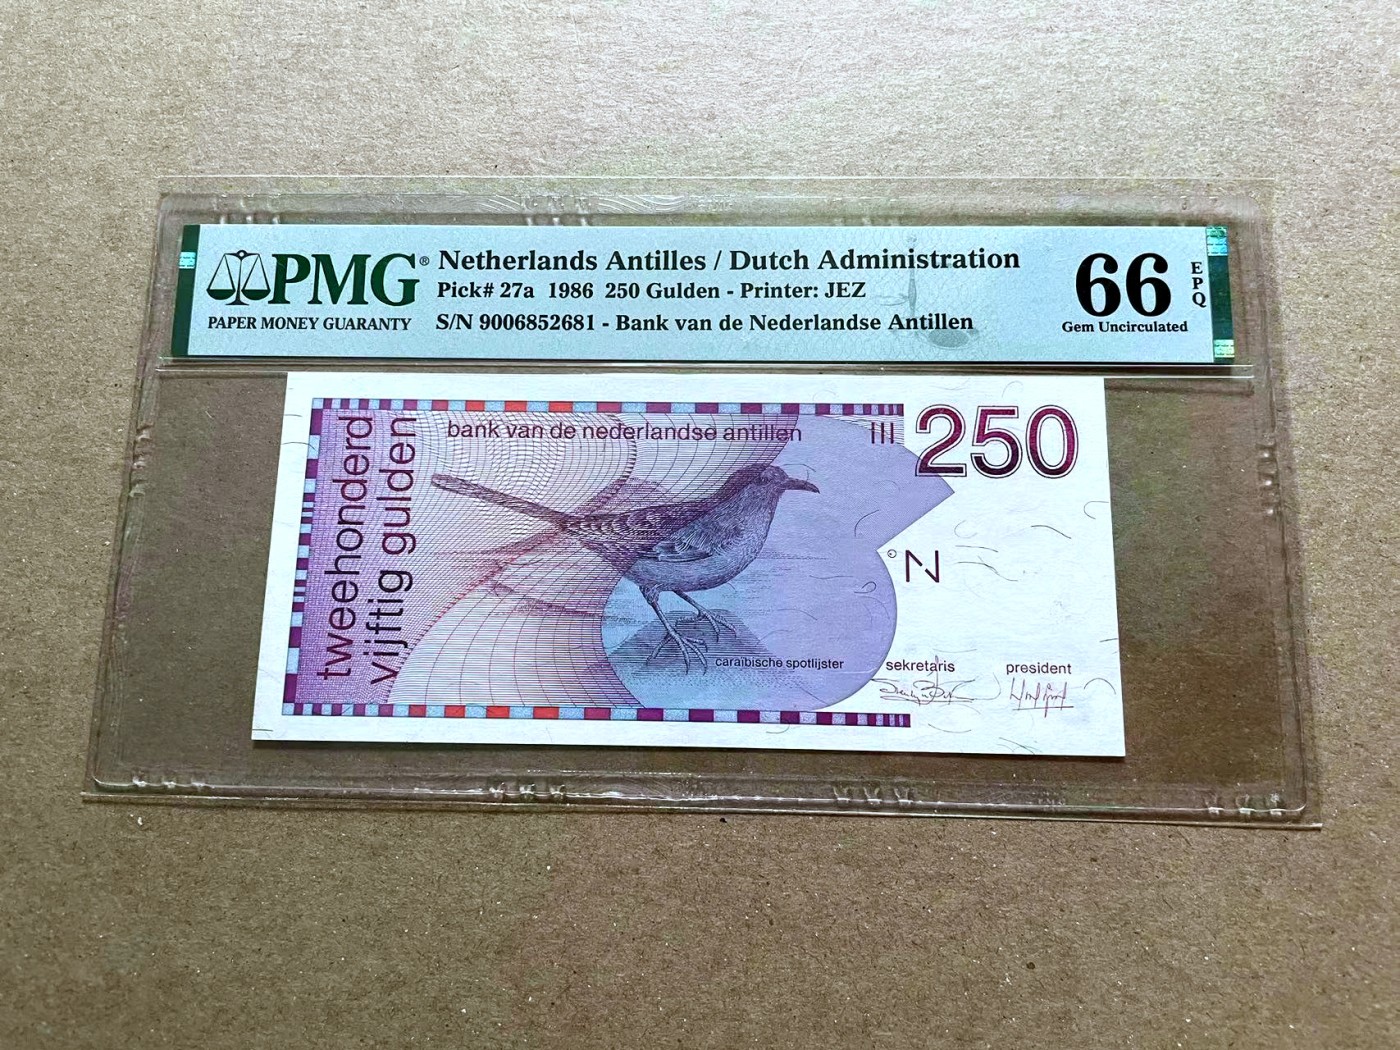 PMG®
PAPER MONEY GUARANTY
Netherlands Antilles / Dutch Administration
Pick# 27a 1986 250 Gulden - Printer: JEZ
S/N 9006852681 - Bank van de Nederlandse Antillen
66
EPQ
Gem Uncirculated
tweehonderd
vijftig gulden
bank van de nederlandse antillen
250
N
caraïbische spotlijster
sekretaris
president